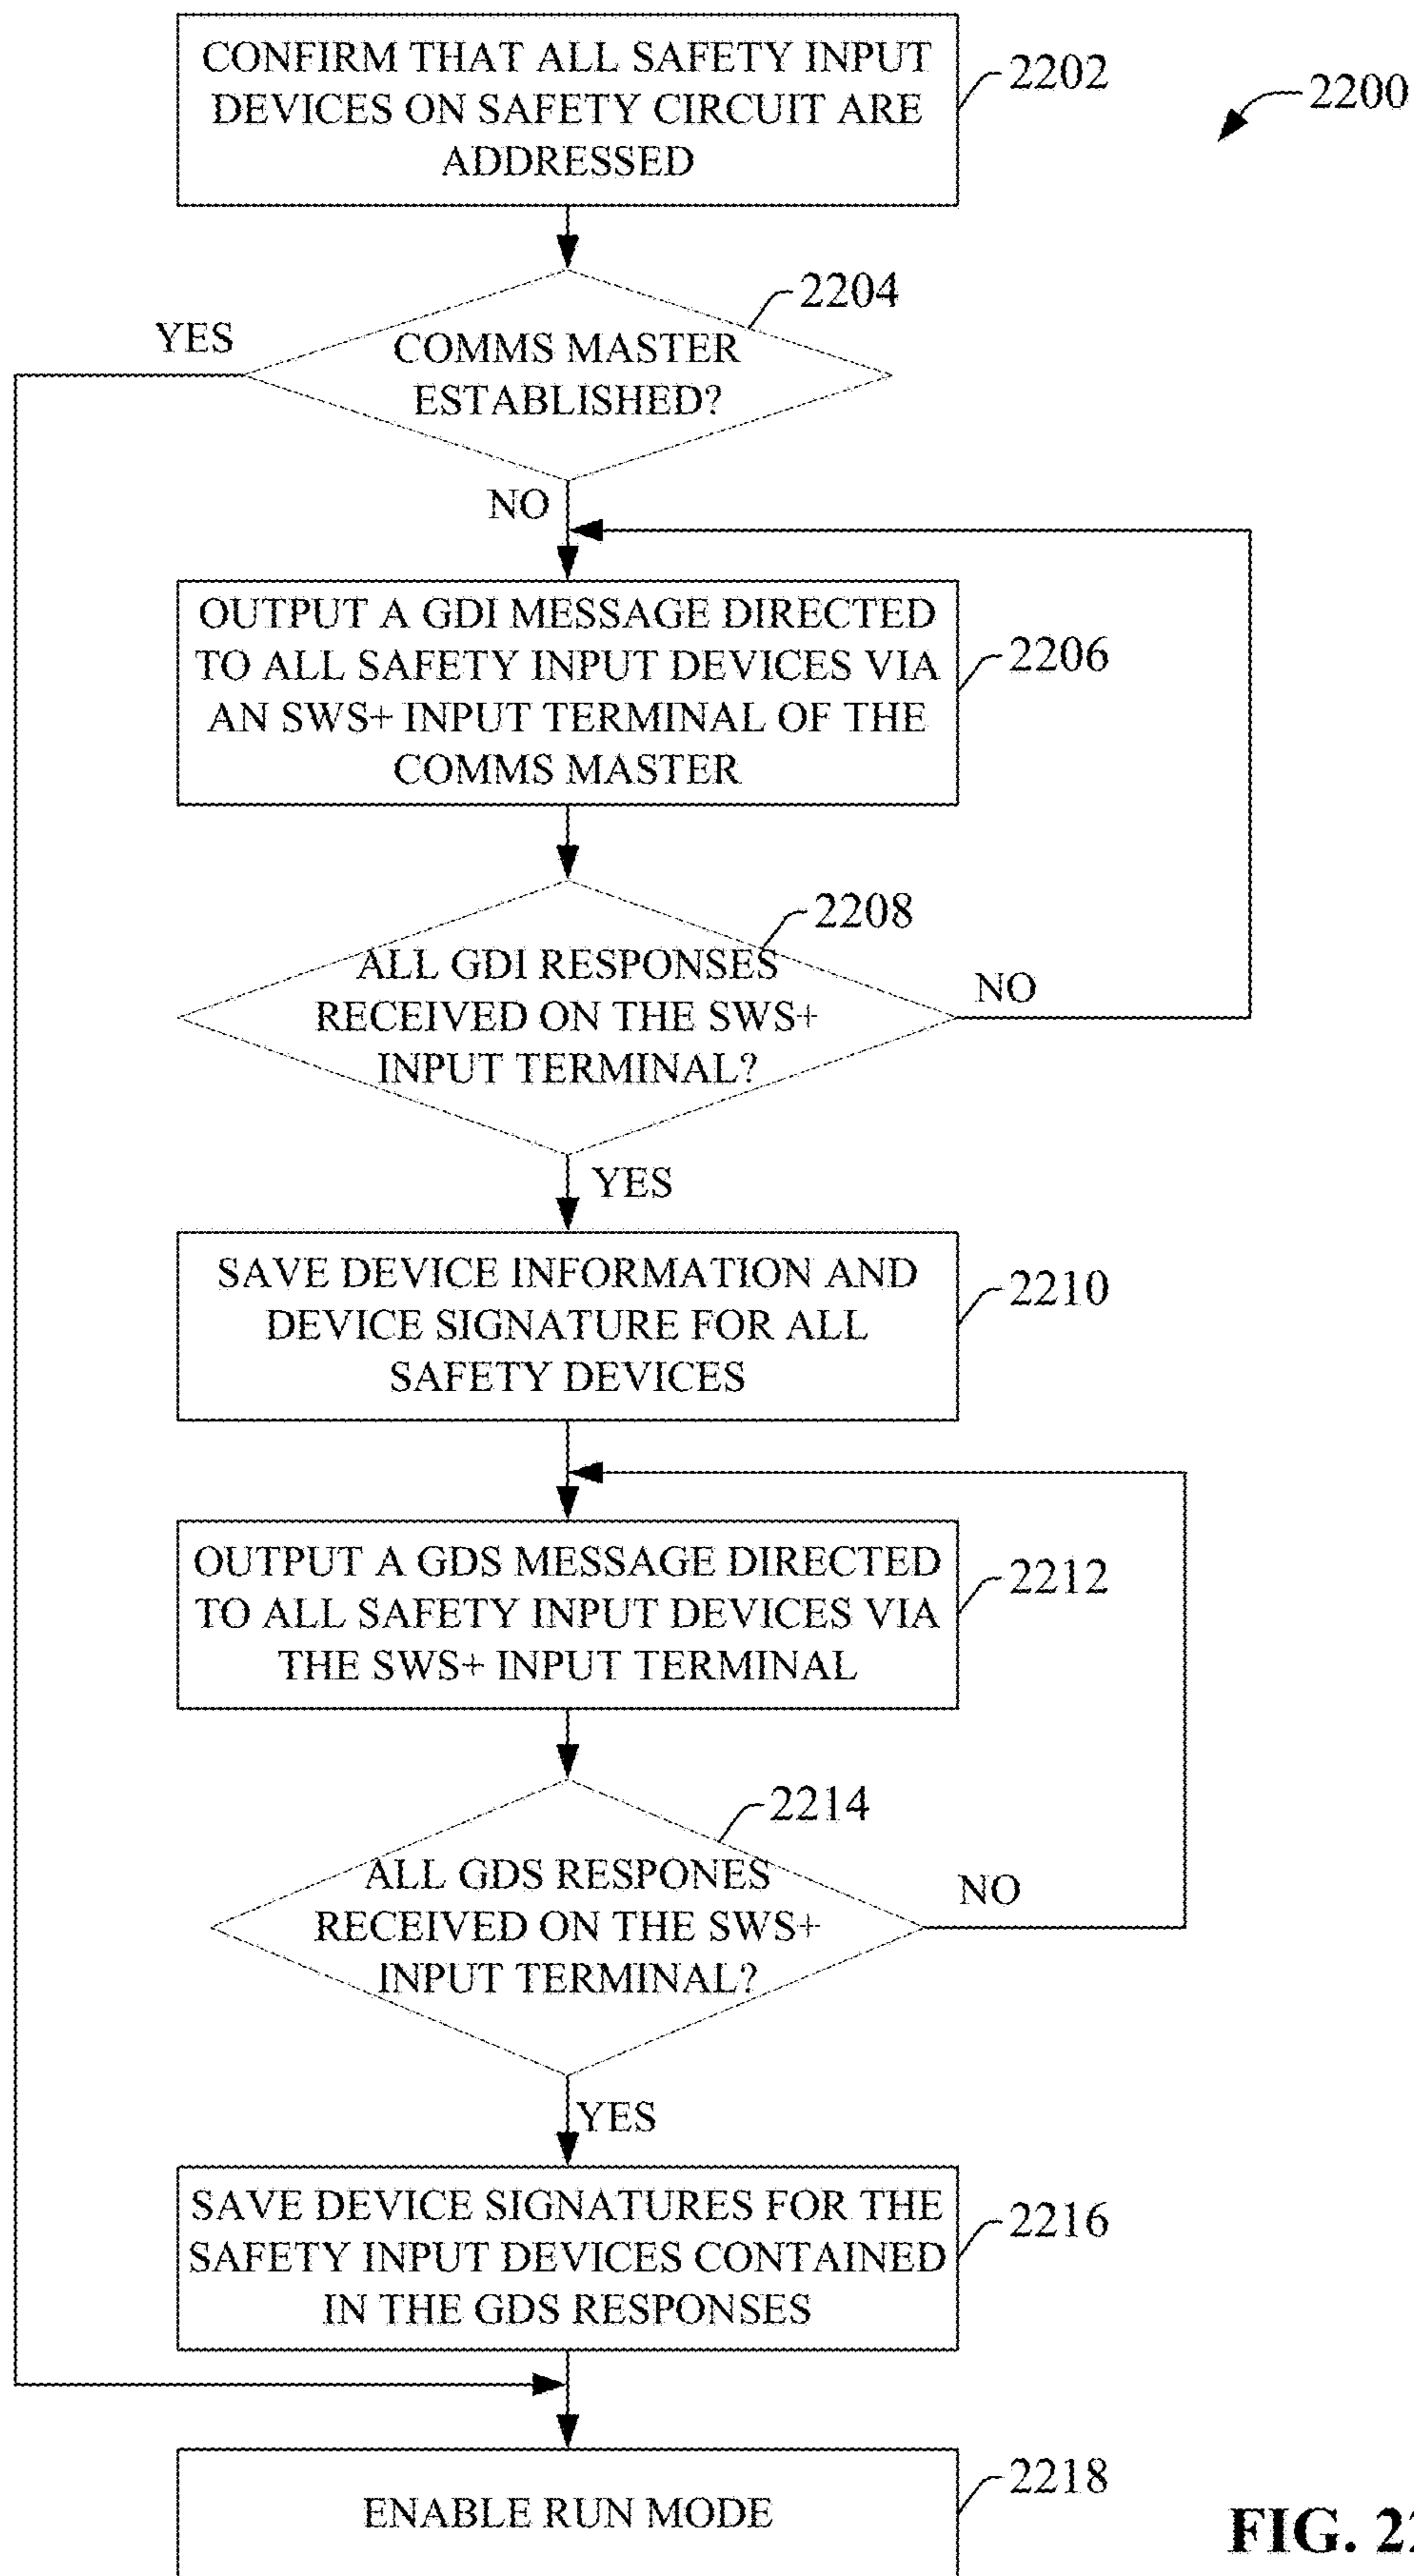 CONFIRM THAT ALL SAFETY INPUT
DEVICES ON SAFETY CIRCUIT ARE
ADDRESSED
2202
2200
2204
YES
COMMS MASTER
ESTABLISHED?
NO
OUTPUT A GDI MESSAGE DIRECTED
TO ALL SAFETY INPUT DEVICES VIA
AN SWS+ INPUT TERMINAL OF THE
COMMS MASTER
2206
2208
ALL GDI RESPONSES
RECEIVED ON THE SWS+
INPUT TERMINAL?
NO
YES
SAVE DEVICE INFORMATION AND
DEVICE SIGNATURE FOR ALL
SAFETY DEVICES
2210
OUTPUT A GDS MESSAGE DIRECTED
TO ALL SAFETY INPUT DEVICES VIA
THE SWS+ INPUT TERMINAL
2212
2214
ALL GDS RESPONES
RECEIVED ON THE SWS+
INPUT TERMINAL?
NO
YES
SAVE DEVICE SIGNATURES FOR THE
SAFETY INPUT DEVICES CONTAINED
IN THE GDS RESPONSES
2216
ENABLE RUN MODE
2218
FIG.